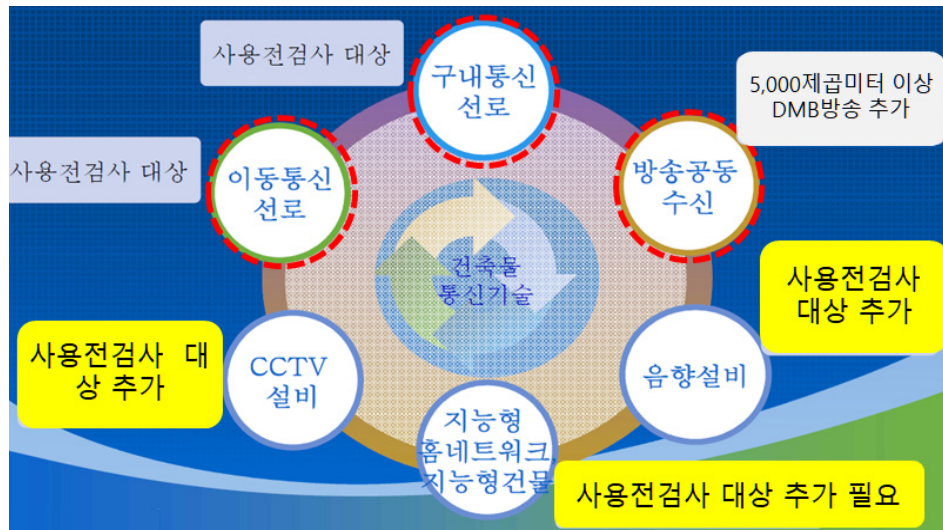 사용전검사 대상
구내통신
선로
5,000제곱미터 이상
DMB방송 추가
사용전검사 대상
이동통신
선로
방송공동
수신
건축물
통신기술
사용전검사
대상 추가
사용전검사 대
상 추가
CCTV
설비
음향설비
지능형
홈네트워크,
지능형건물
사용전검사 대상 추가 필요